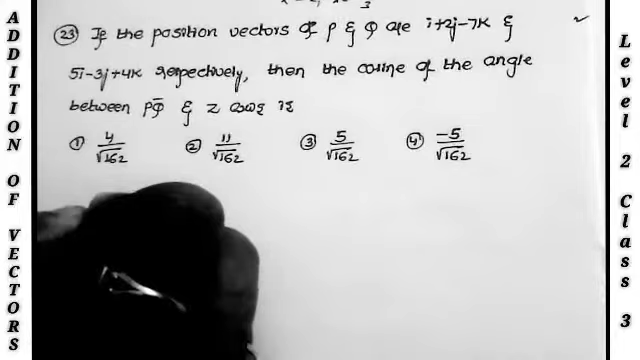 ADDITION OF VECTORS
(23) If the position vectors of P & Q are i+2j-7k &
5i-3j+4k respectively, then the cosine of the angle
between PQ̄ & z axis is
(1) 4/√162 (2) 11/√162 (3) 5/√162 (4) -5/√162
Level 2 Class 3